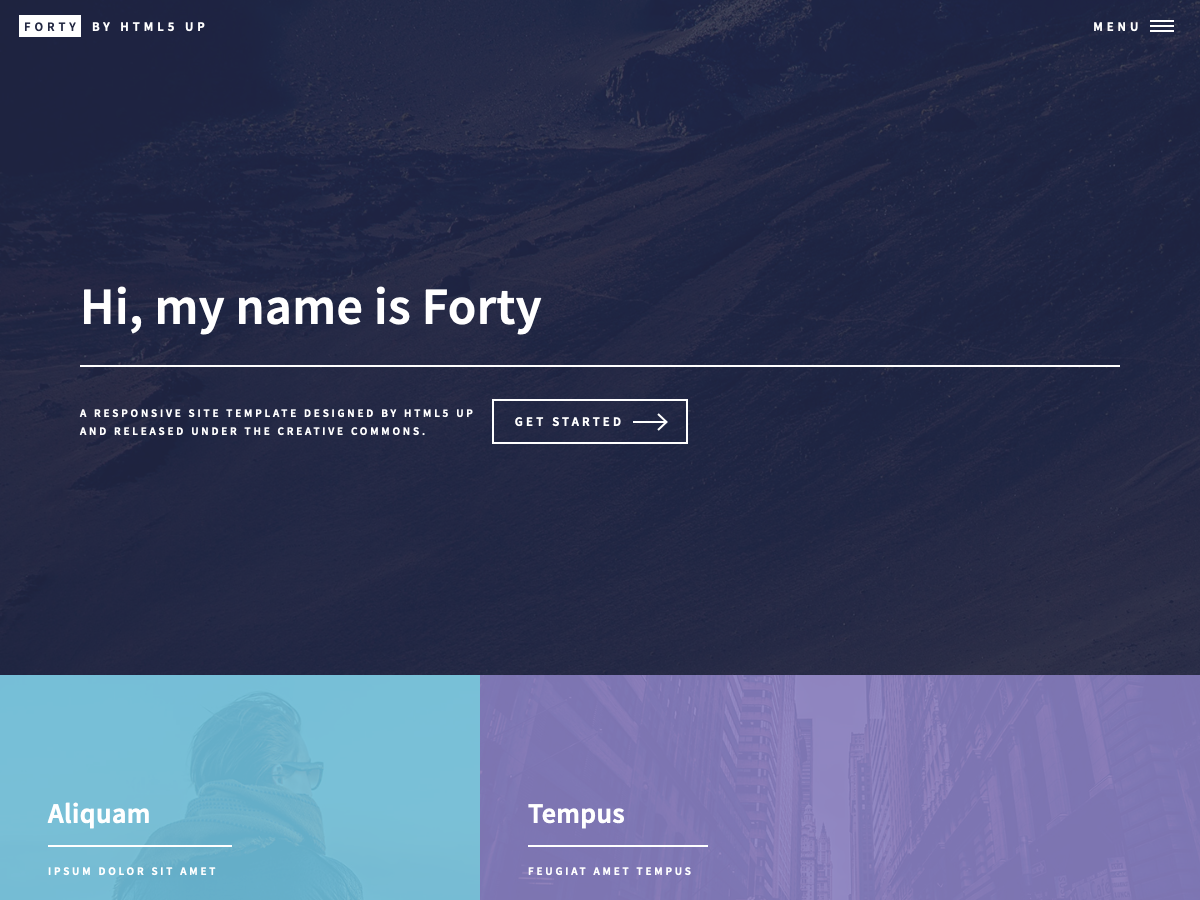 FORTY BY HTML5 UP
MENU
Hi, my name is Forty
A RESPONSIVE SITE TEMPLATE DESIGNED BY HTML5 UP
AND RELEASED UNDER THE CREATIVE COMMONS.
GET STARTED
Aliquam
IPSUM DOLOR SIT AMET
Tempus
FEUGIAT AMET TEMPUS